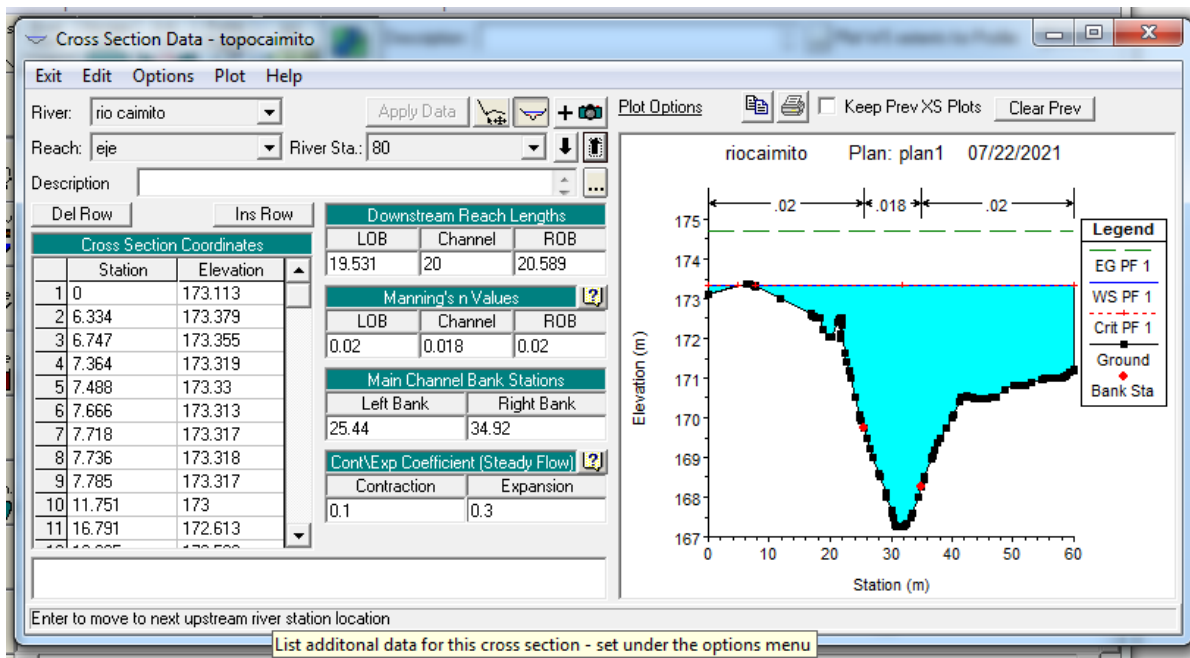 Cross Section Data - topocaimito
Exit Edit Options Plot Help
River: rio caimito
Apply Data
Reach: eje River Sta.: 80
Description
...
Del Row Ins Row
Cross Section Coordinates
Station Elevation
1 0 173.113
2 6.334 173.379
3 6.747 173.355
4 7.364 173.319
5 7.488 173.33
6 7.666 173.313
7 7.718 173.317
8 7.736 173.318
9 7.785 173.317
10 11.751 173
11 16.791 172.613
Downstream Reach Lengths
LOB Channel ROB
19.531 20 20.589
Manning's n Values
LOB Channel ROB
0.02 0.018 0.02
Main Channel Bank Stations
Left Bank Right Bank
25.44 34.92
Cont\Exp Coefficient (Steady Flow)
Contraction Expansion
0.1 0.3
Enter to move to next upstream river station location
List additonal data for this cross section - set under the options menu
Plot Options Keep Prev XS Plots Clear Prev
riocaimito Plan: plan1 07/22/2021
.02 .018 .02
175
174
173
172
171
170
169
168
167
Elevation (m)
0 10 20 30 40 50 60
Station (m)
Legend
EG PF 1
WS PF 1
Crit PF 1
Ground
Bank Sta